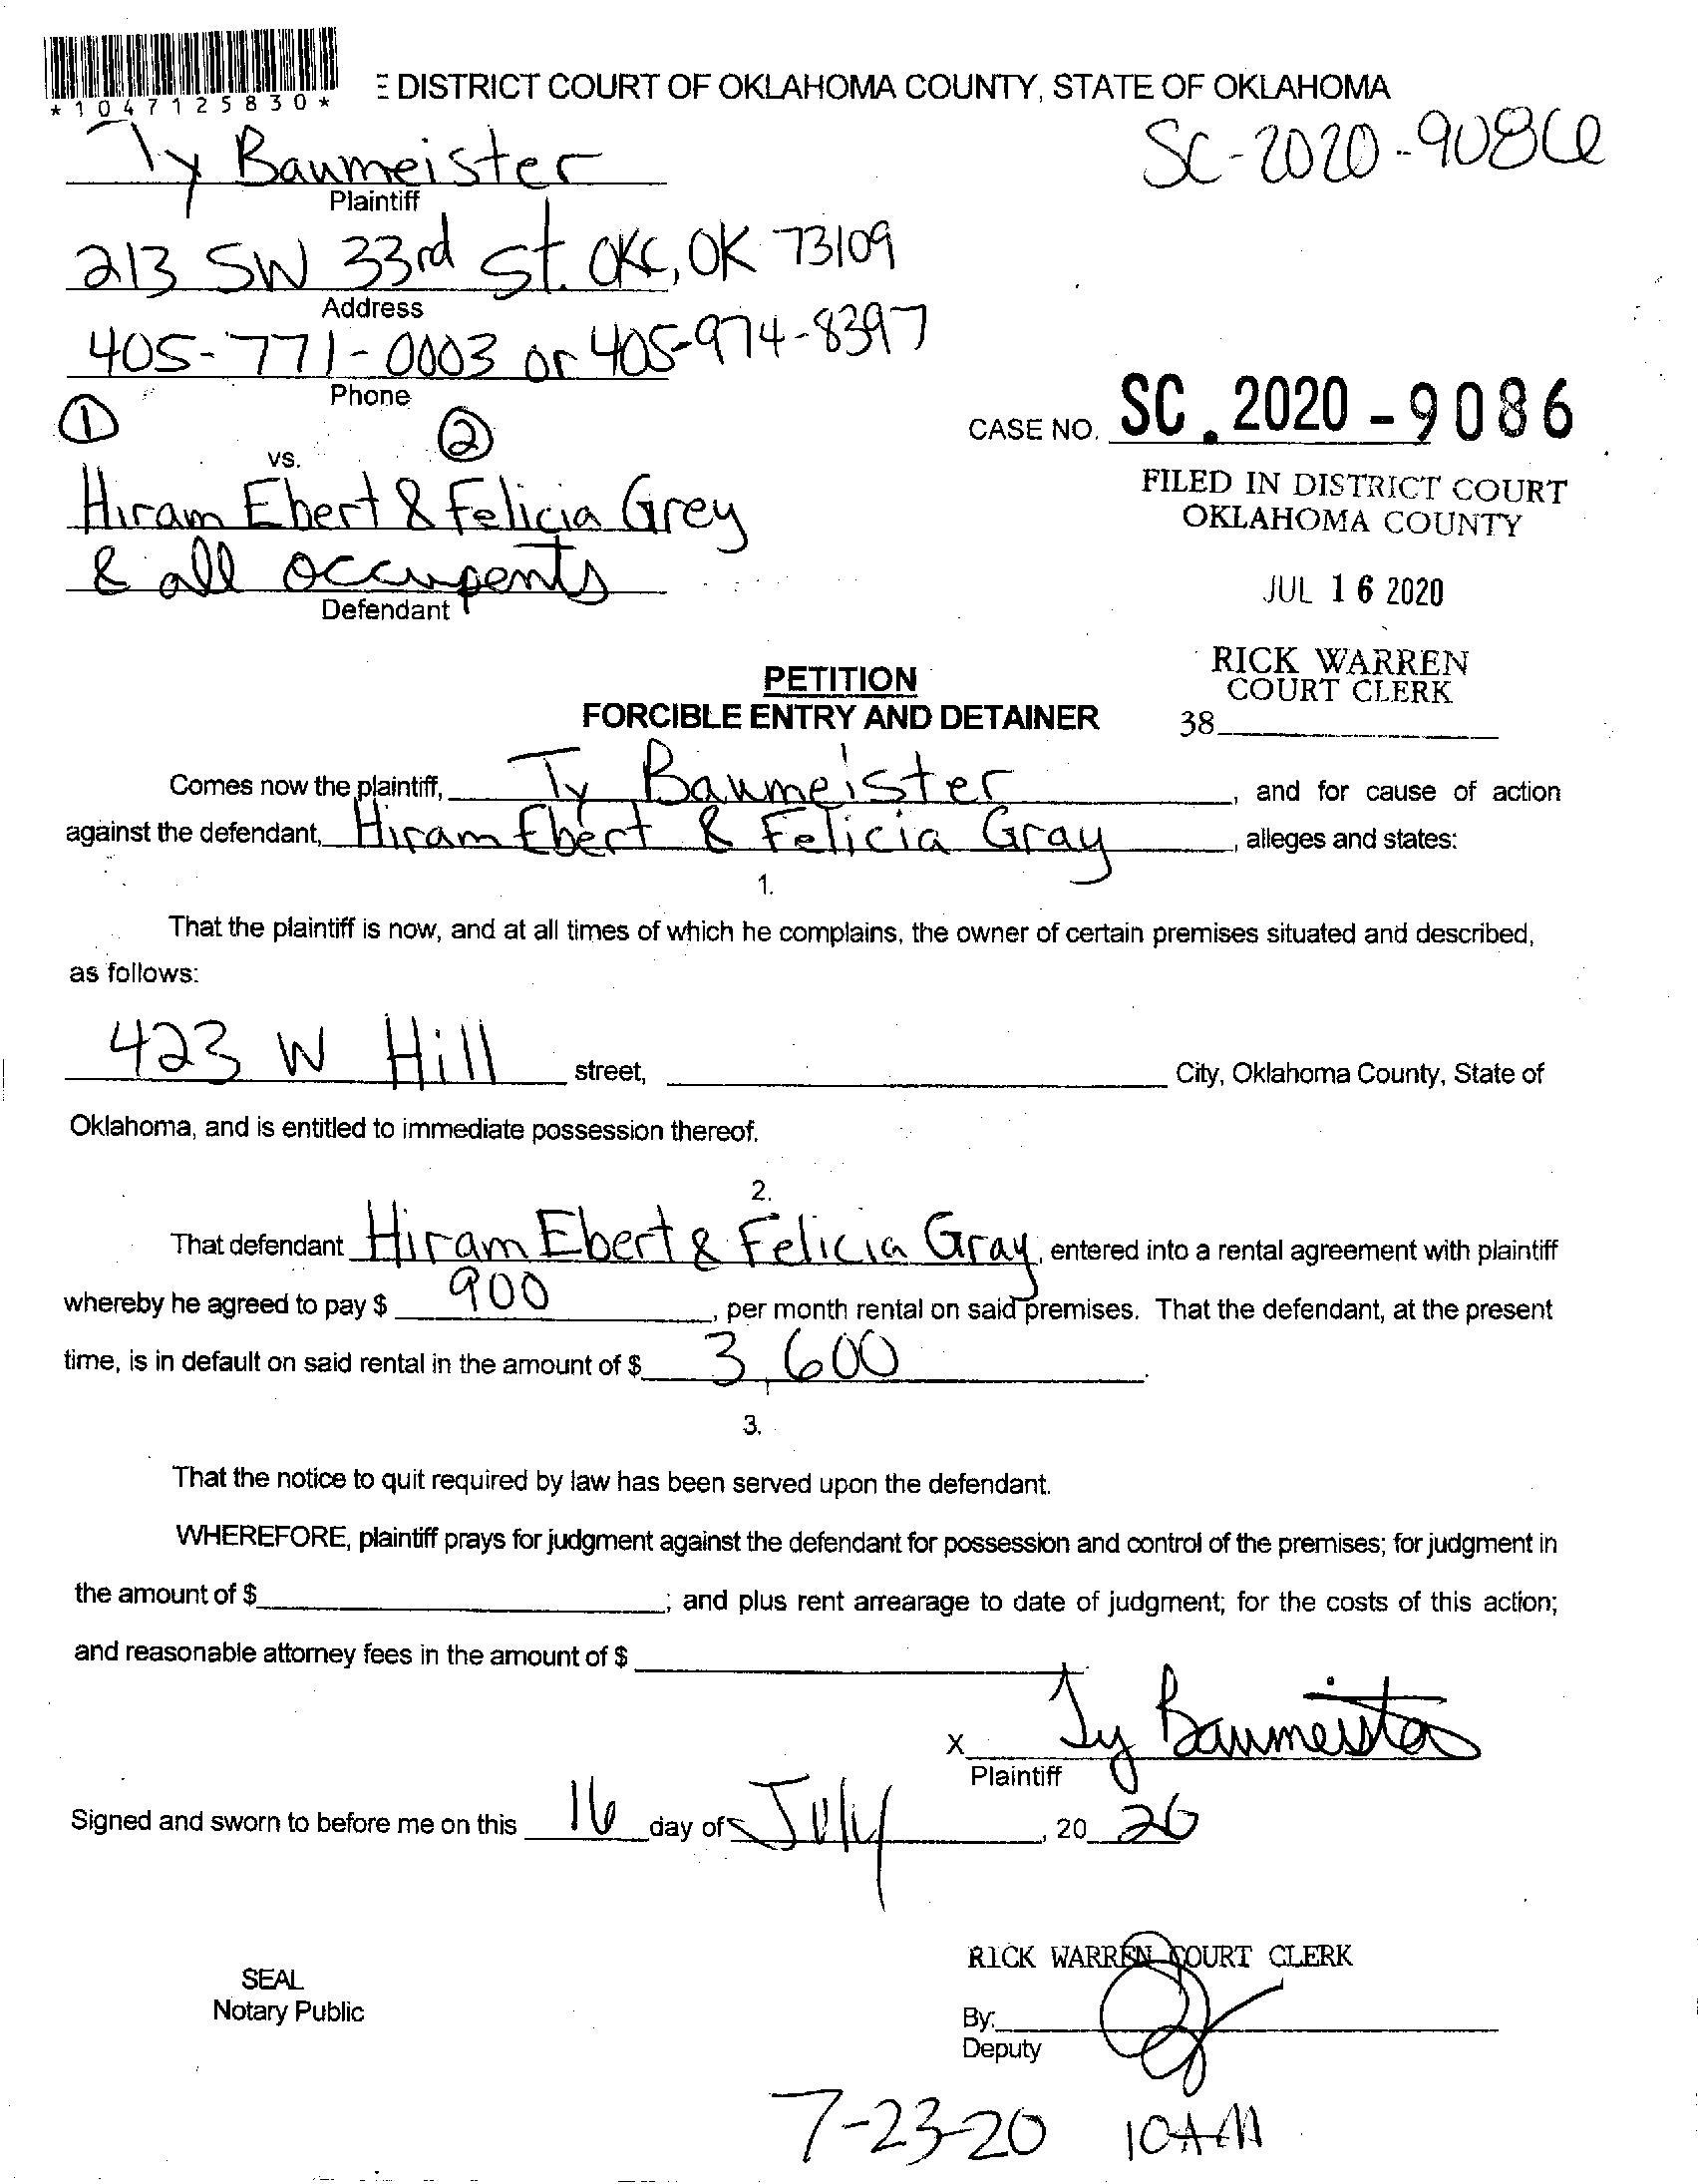 *1047125830*
E DISTRICT COURT OF OKLAHOMA COUNTY, STATE OF OKLAHOMA
SC-2020-9086
Ty Baumeister
Plaintiff
213 SW 33rd St. OKC, OK 73109
Address
405-771-0003 or 405-974-8397
Phone
① ②
vs.
CASE NO. SC. 2020-9086
Hiram Ebert & Felicia Grey
& all occupents
Defendant
FILED IN DISTRICT COURT
OKLAHOMA COUNTY
JUL 16 2020
RICK WARREN
COURT CLERK
38
PETITION
FORCIBLE ENTRY AND DETAINER
Comes now the plaintiff, Ty Baumeister, and for cause of action
against the defendant, Hiram Ebert & Felicia Gray, alleges and states:
1.
That the plaintiff is now, and at all times of which he complains, the owner of certain premises situated and described,
as follows:
423 W Hill street, City, Oklahoma County, State of
Oklahoma, and is entitled to immediate possession thereof.
2.
That defendant Hiram Ebert & Felicia Gray, entered into a rental agreement with plaintiff
whereby he agreed to pay $ 900, per month rental on said premises. That the defendant, at the present
time, is in default on said rental in the amount of $ 3,600.
3.
That the notice to quit required by law has been served upon the defendant.
WHEREFORE, plaintiff prays for judgment against the defendant for possession and control of the premises; for judgment in
the amount of $ ; and plus rent arrearage to date of judgment; for the costs of this action;
and reasonable attorney fees in the amount of $
X Ty Baumeister
Plaintiff
Signed and sworn to before me on this 16 day of July, 20 20
RICK WARREN COURT CLERK
SEAL
Notary Public
By:
Deputy
7-23-20 10AM